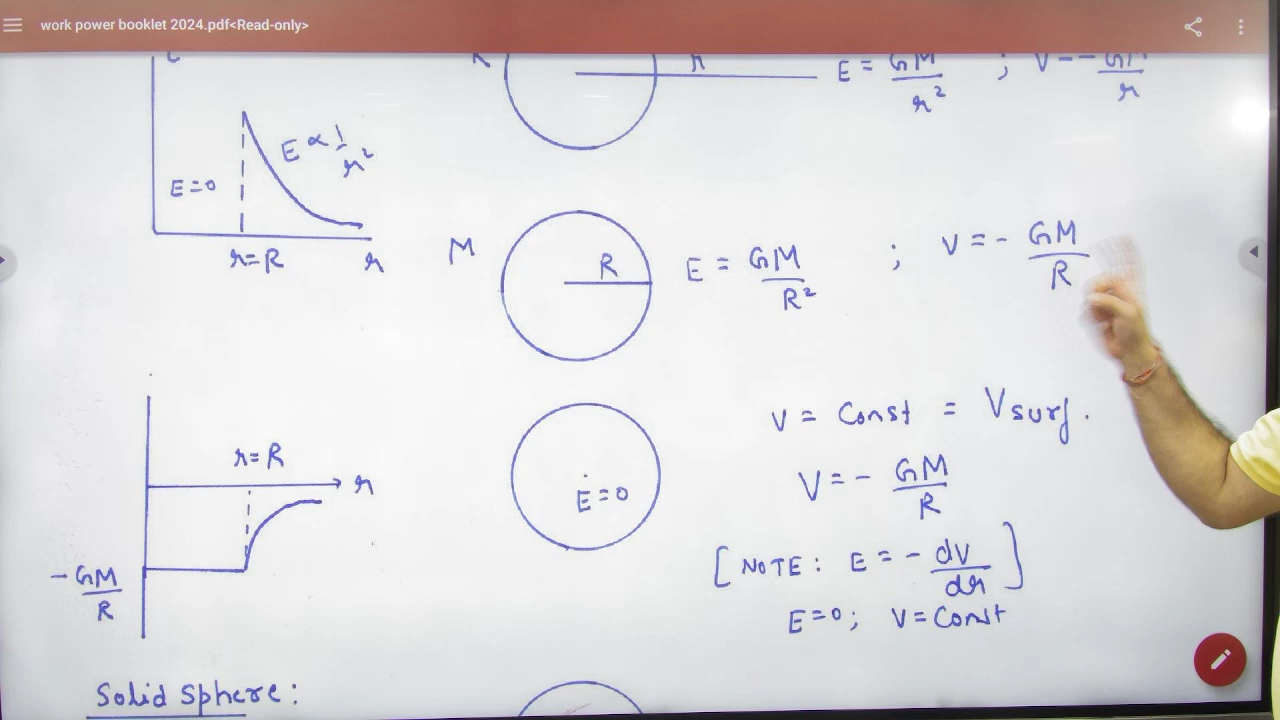 work power booklet 2024.pdf<Read-only>
E = GM/r² ; V = - GM/r
E ∝ 1/r²
E = 0
r = R r
M R E = GM/R² ; V = - GM/R
V = Const = Vsurf.
r = R
r
E = 0
V = - GM/R
- GM/R
[NOTE: E = - dv/dr]
E = 0; V = Const
Solid Sphere: